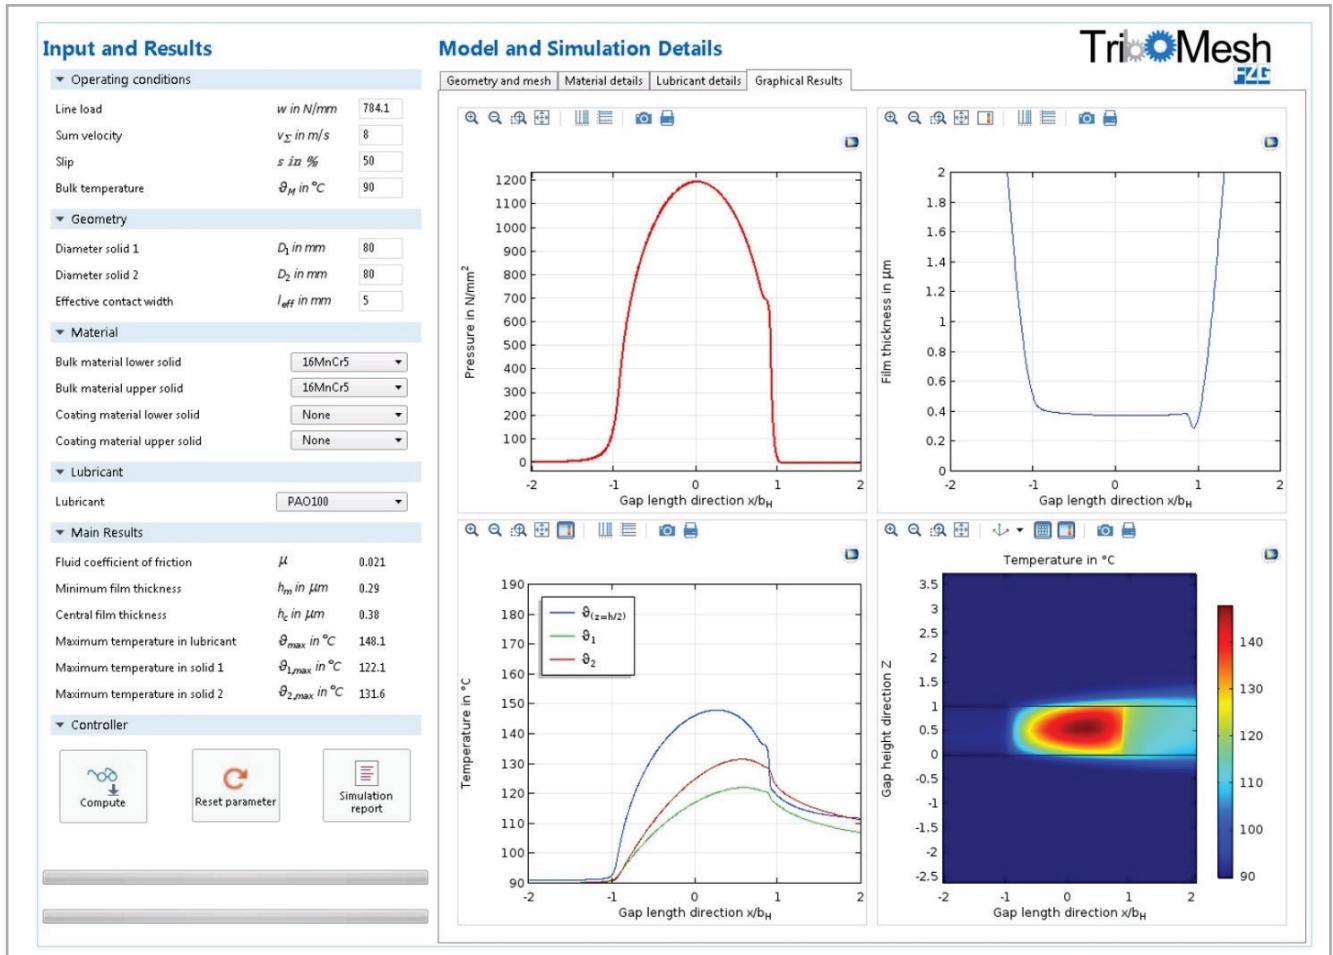 Input and Results
Operating conditions
Line load w in N/mm 784.1
Sum velocity vΣ in m/s 8
Slip s in % 50
Bulk temperature ϑM in °C 90
Geometry
Diameter solid 1 D1 in mm 80
Diameter solid 2 D2 in mm 80
Effective contact width leff in mm 5
Material
Bulk material lower solid 16MnCr5
Bulk material upper solid 16MnCr5
Coating material lower solid None
Coating material upper solid None
Lubricant
Lubricant PAO100
Main Results
Fluid coefficient of friction μ 0.021
Minimum film thickness hm in μm 0.29
Central film thickness hc in μm 0.38
Maximum temperature in lubricant ϑmax in °C 148.1
Maximum temperature in solid 1 ϑ1,max in °C 122.1
Maximum temperature in solid 2 ϑ2,max in °C 131.6
Controller
Compute
Reset parameter
Simulation
report
Model and Simulation Details
TriboMesh
FZG
Geometry and mesh Material details Lubricant details Graphical Results
Pressure in N/mm²
1200
1100
1000
900
800
700
600
500
400
300
200
100
0
-2 -1 0 1 2
Gap length direction x/bH
Film thickness in μm
2
1.8
1.6
1.4
1.2
1
0.8
0.6
0.4
0.2
0
-2 -1 0 1 2
Gap length direction x/bH
Temperature in °C
190
180
170
160
150
140
130
120
110
100
90
ϑ(z=h/2)
ϑ1
ϑ2
-2 -1 0 1 2
Gap length direction x/bH
Temperature in °C
Gap height direction Z
3.5
3
2.5
2
1.5
1
0.5
0
-0.5
-1
-1.5
-2
-2.5
-2 -1 0 1 2
Gap length direction x/bH
140
130
120
110
100
90